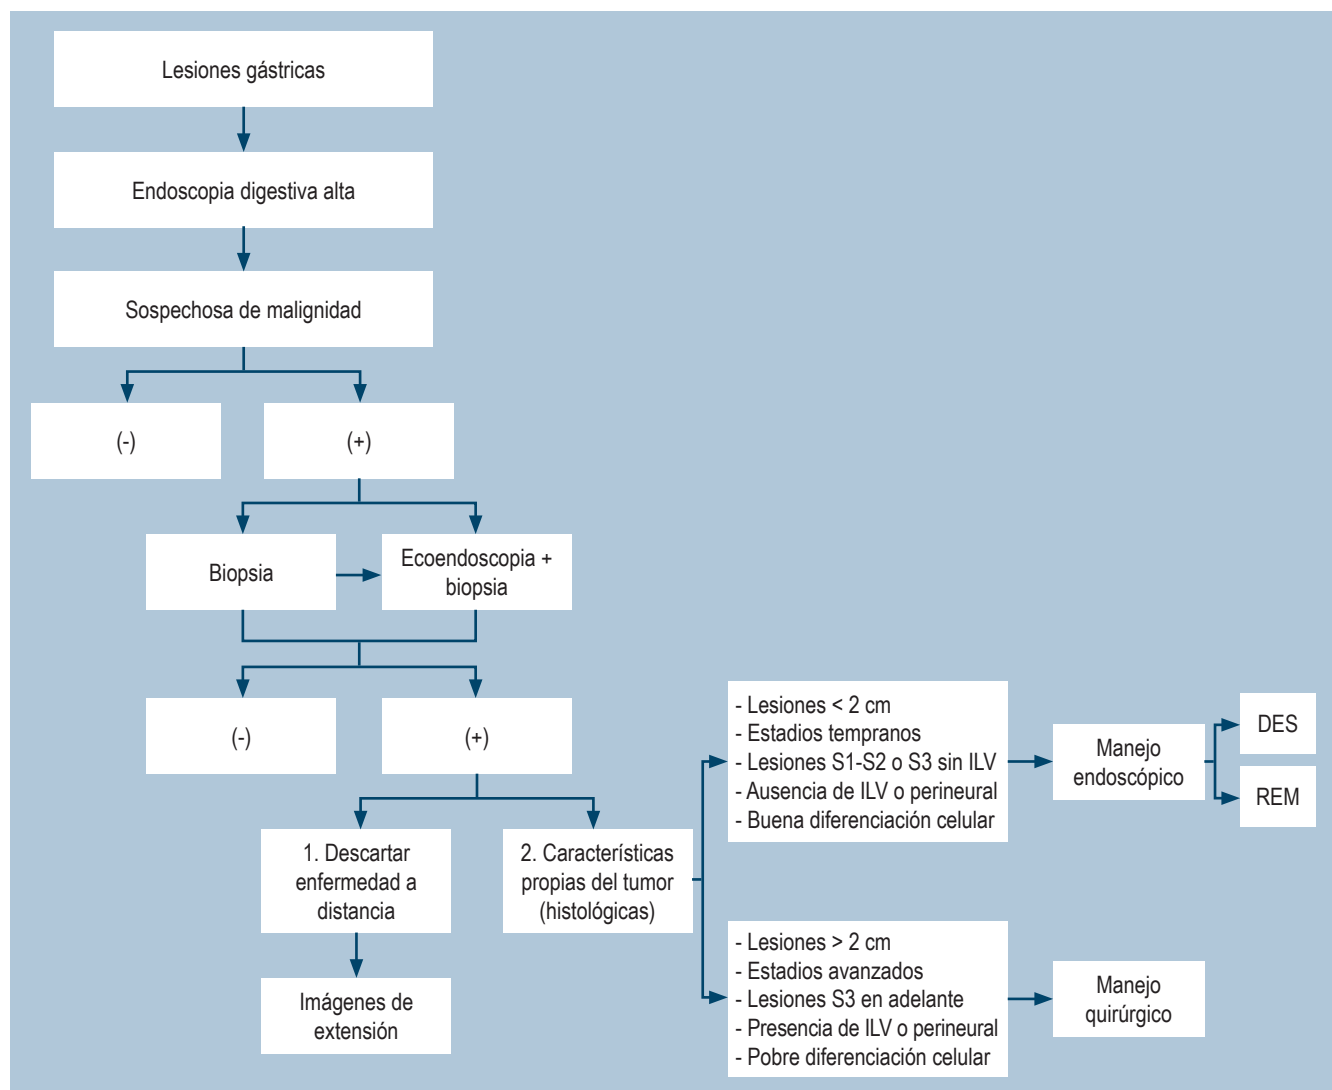 Lesiones gástricas
Endoscopia digestiva alta
Sospechosa de malignidad
(-)
(+)
Biopsia
Ecoendoscopia +
biopsia
(-)
(+)
1. Descartar
enfermedad a
distancia
2. Características
propias del tumor
(histológicas)
Imágenes de
extensión
- Lesiones < 2 cm
- Estadios tempranos
- Lesiones S1-S2 o S3 sin ILV
- Ausencia de ILV o perineural
- Buena diferenciación celular
Manejo
endoscópico
DES
REM
- Lesiones > 2 cm
- Estadios avanzados
- Lesiones S3 en adelante
- Presencia de ILV o perineural
- Pobre diferenciación celular
Manejo
quirúrgico